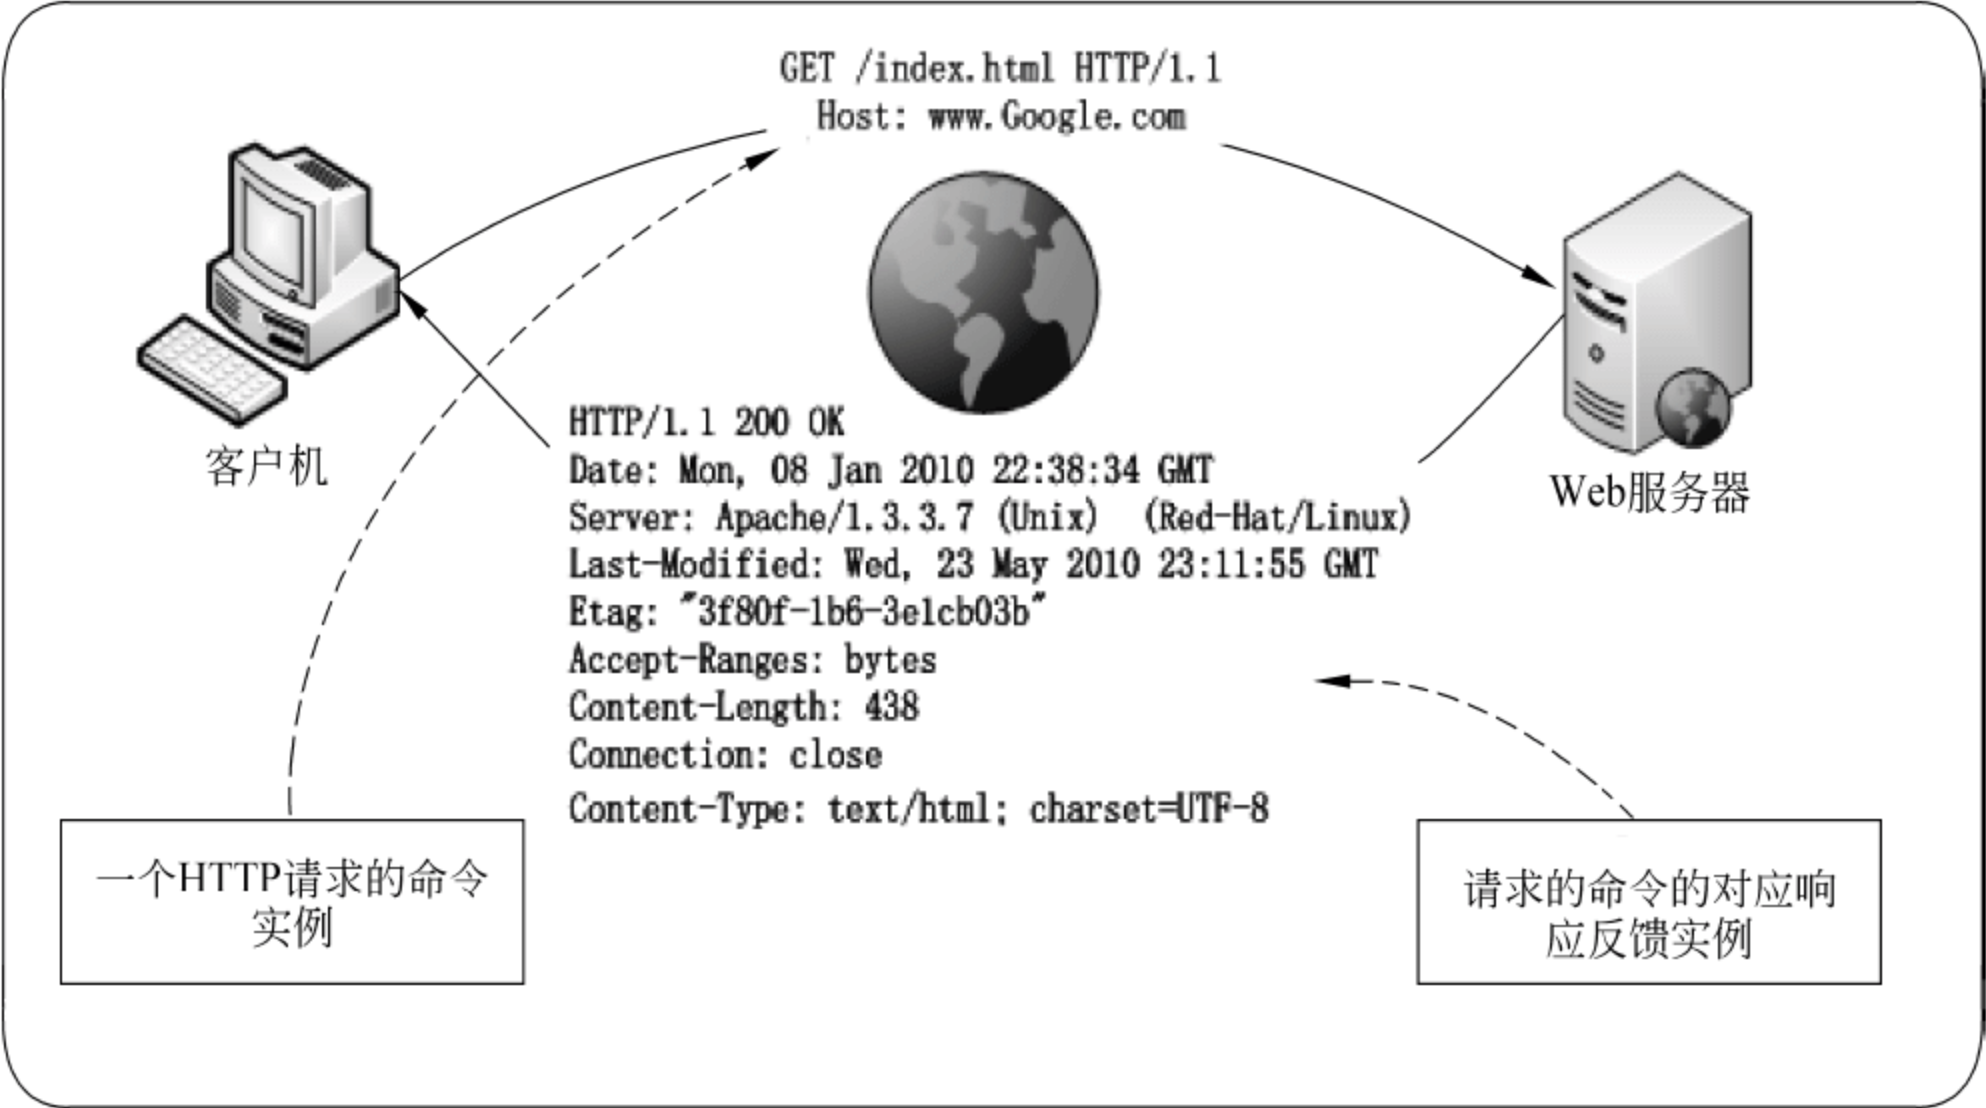 GET /index.html HTTP/1.1
Host: www.Google.com
客户机
HTTP/1.1 200 OK
Date: Mon, 08 Jan 2010 22:38:34 GMT
Server: Apache/1.3.3.7 (Unix) (Red-Hat/Linux)
Last-Modified: Wed, 23 May 2010 23:11:55 GMT
Etag: "3f80f-1b6-3e1cb03b"
Accept-Ranges: bytes
Content-Length: 438
Connection: close
Content-Type: text/html; charset=UTF-8
Web服务器
一个HTTP请求的命令
实例
请求的命令的对应响
应反馈实例